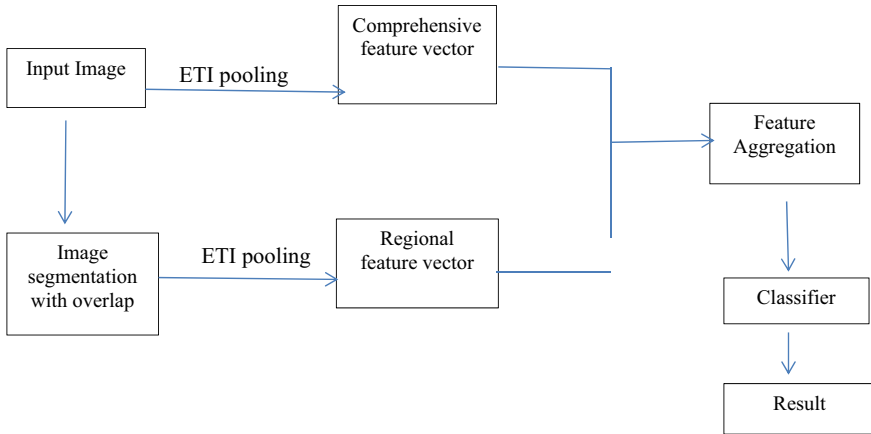 Input Image
ETI pooling
Comprehensive
feature vector
Image
segmentation
with overlap
ETI pooling
Regional
feature vector
Feature
Aggregation
Classifier
Result